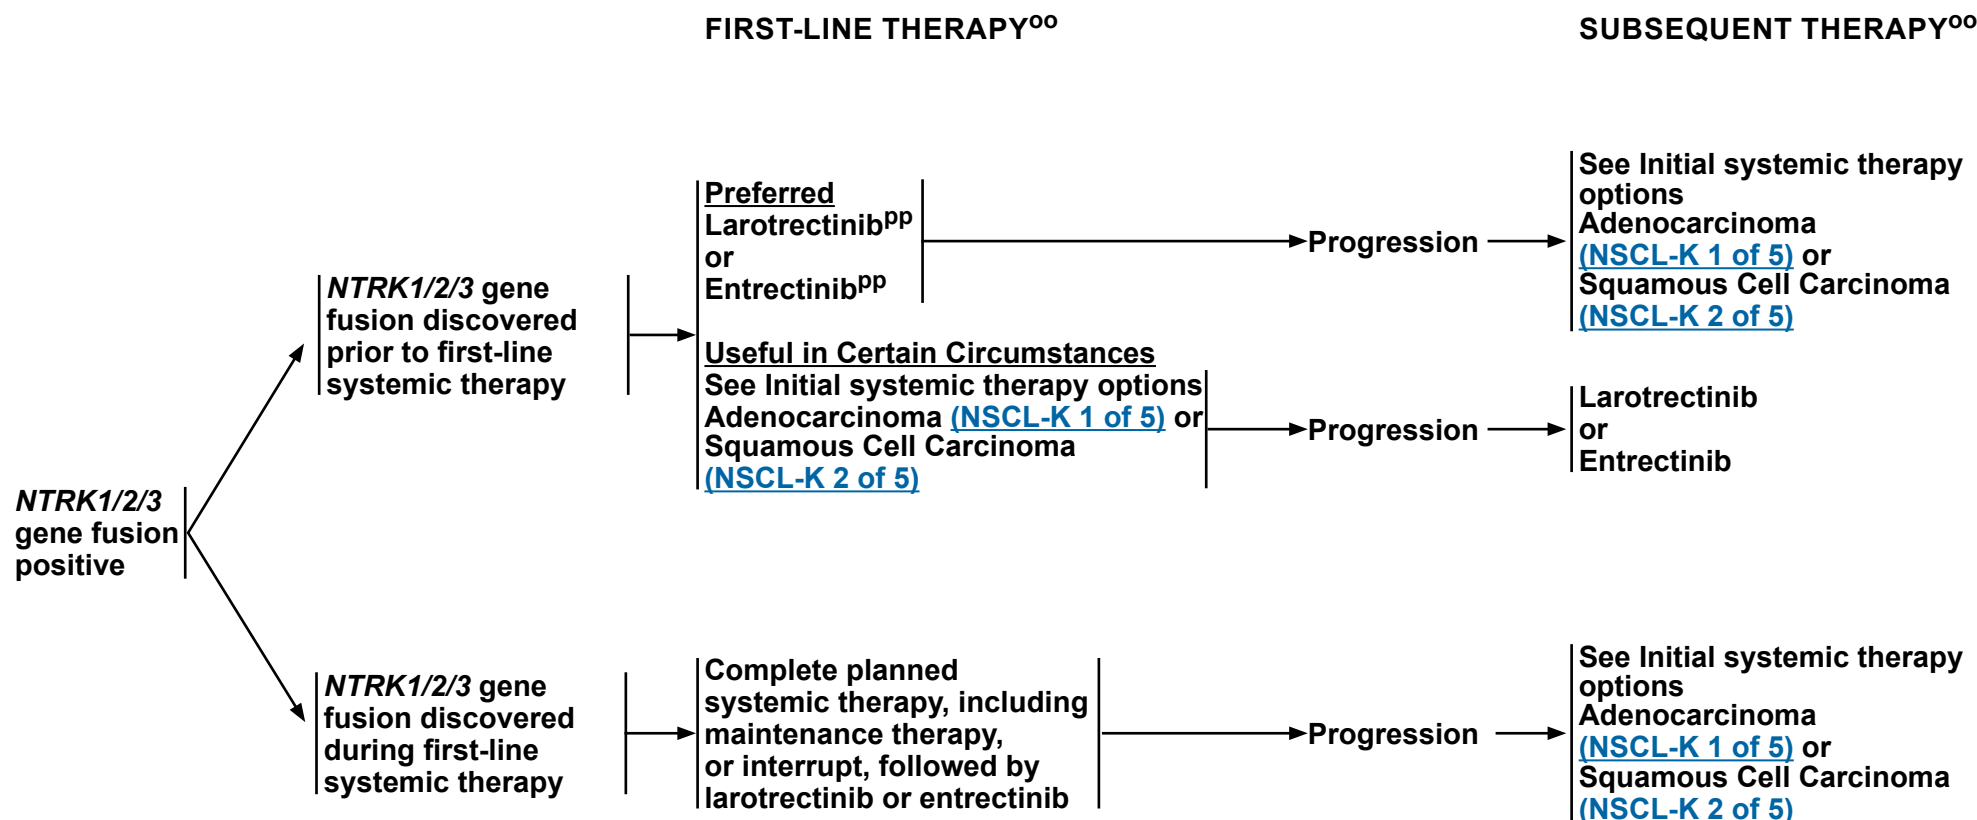 FIRST-LINE THERAPYoo
SUBSEQUENT THERAPYoo
NTRK1/2/3
gene fusion
positive
NTRK1/2/3 gene
fusion discovered
prior to first-line
systemic therapy
Preferred
Larotrectinibpp
or
Entrectinibpp
Progression
See Initial systemic therapy
options
Adenocarcinoma
(NSCL-K 1 of 5) or
Squamous Cell Carcinoma
(NSCL-K 2 of 5)
Useful in Certain Circumstances
See Initial systemic therapy options
Adenocarcinoma (NSCL-K 1 of 5) or
Squamous Cell Carcinoma
(NSCL-K 2 of 5)
Progression
Larotrectinib
or
Entrectinib
NTRK1/2/3 gene
fusion discovered
during first-line
systemic therapy
Complete planned
systemic therapy, including
maintenance therapy,
or interrupt, followed by
larotrectinib or entrectinib
Progression
See Initial systemic therapy
options
Adenocarcinoma
(NSCL-K 1 of 5) or
Squamous Cell Carcinoma
(NSCL-K 2 of 5)